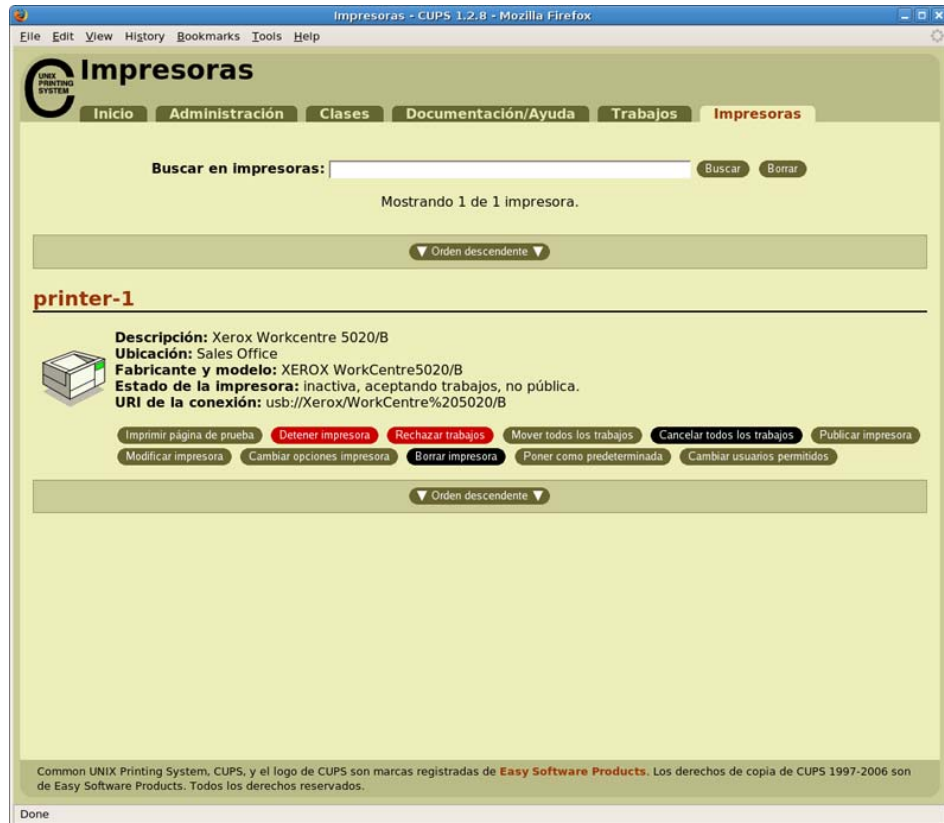 Impresoras - CUPS 1.2.8 - Mozilla Firefox
File Edit View History Bookmarks Tools Help
UNIX
PRINTING
SYSTEM
Impresoras
Inicio Administración Clases Documentación/Ayuda Trabajos Impresoras
Buscar en impresoras: Buscar Borrar
Mostrando 1 de 1 impresora.
▼ Orden descendente ▼
printer-1
Descripción: Xerox Workcentre 5020/B
Ubicación: Sales Office
Fabricante y modelo: XEROX WorkCentre5020/B
Estado de la impresora: inactiva, aceptando trabajos, no pública.
URI de la conexión: usb://Xerox/WorkCentre%205020/B
Imprimir página de prueba Detener impresora Rechazar trabajos Mover todos los trabajos Cancelar todos los trabajos Publicar impresora
Modificar impresora Cambiar opciones impresora Borrar impresora Poner como predeterminada Cambiar usuarios permitidos
▼ Orden descendente ▼
Common UNIX Printing System, CUPS, y el logo de CUPS son marcas registradas de Easy Software Products. Los derechos de copia de CUPS 1997-2006 son
de Easy Software Products. Todos los derechos reservados.
Done